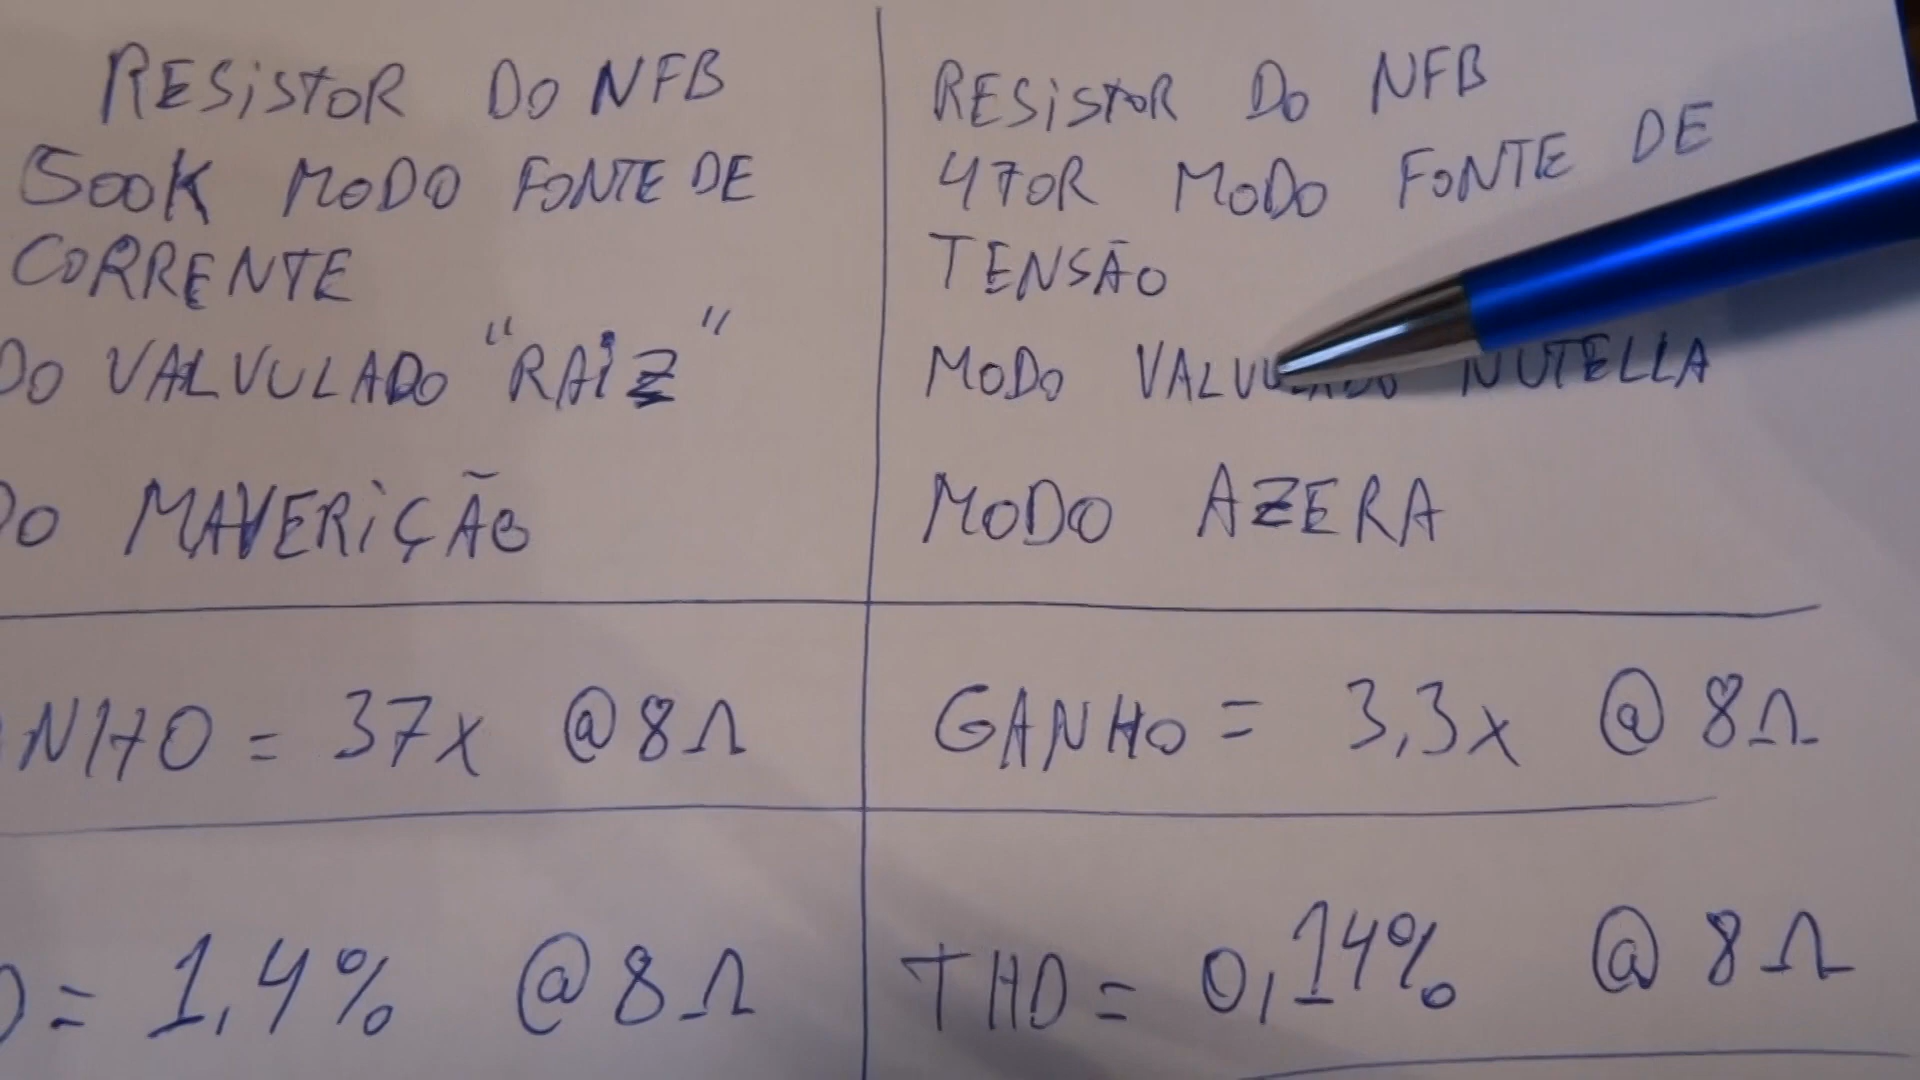 RESISTOR DO NFB
500K MODO FONTE DE
CORRENTE
DO VALVULADO "RAIZ"
DO MAVERIÇÃO
NHO = 37x @ 8Ω
D = 1,4% @ 8Ω
RESISTOR DO NFB
470R MODO FONTE DE
TENSÃO
MODO VALVULADO NUTELLA
MODO AZERA
GANHO = 3,3x @ 8Ω
THD = 0,14% @ 8Ω